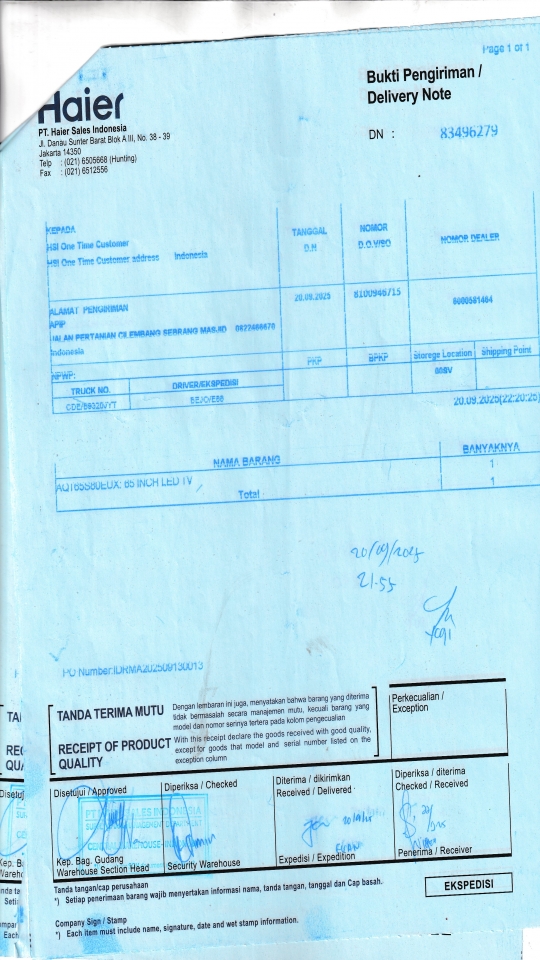 Page 1 of 1
Haier
Bukti Pengiriman /
Delivery Note
PT. Haier Sales Indonesia
Jl. Danau Sunter Barat Blok A III, No. 38 - 39
Jakarta 14350
Telp : (021) 6505668 (Hunting)
Fax : (021) 6512556
DN : 83496279
KEPADA
HSI One Time Customer
HSI One Time Customer address Indonesia
TANGGAL
D.N
NOMOR
D.O./SO
NOMOR DEALER
ALAMAT PENGIRIMAN
APIP
JALAN PERTANIAN CILEMBANG SEBRANG MASJID
Indonesia
20.09.2025
8100946715
NPWP:
PKP
BPKP
Storege Location
Shipping Point
TRUCK NO.
DRIVER/EKSPEDISI
20.09.2025(22:20:25)
NAMA BARANG
BANYAKNYA
AQT65S80EUX: 65 INCH LED TV
1
Total
1
20/09/2025
21.55
Yogi
PO Number:IDRMA202509130013
TANDA TERIMA MUTU
Dengan lembaran ini juga, menyatakan bahwa barang yang diterima
tidak bermasalah secara manajemen mutu, kecuali barang yang
model dan nomor serinya tertera pada kolom pengecualian
RECEIPT OF PRODUCT
QUALITY
With this receipt declare the goods received with good quality,
except for goods that model and serial number listed on the
exception column
Perkecualian /
Exception
Disetujui / Approved
Diperiksa / Checked
Diterima / dikirimkan
Received / Delivered
Diperiksa / diterima
Checked / Received
Kep. Bag. Gudang
Warehouse Section Head
Security Warehouse
Expedisi / Expedition
Penerima / Receiver
Tanda tangan/cap perusahaan
*) Setiap penerimaan barang wajib menyertakan informasi nama, tanda tangan, tanggal dan Cap basah.
EKSPEDISI
Company Sign / Stamp
*) Each item must include name, signature, date and wet stamp information.